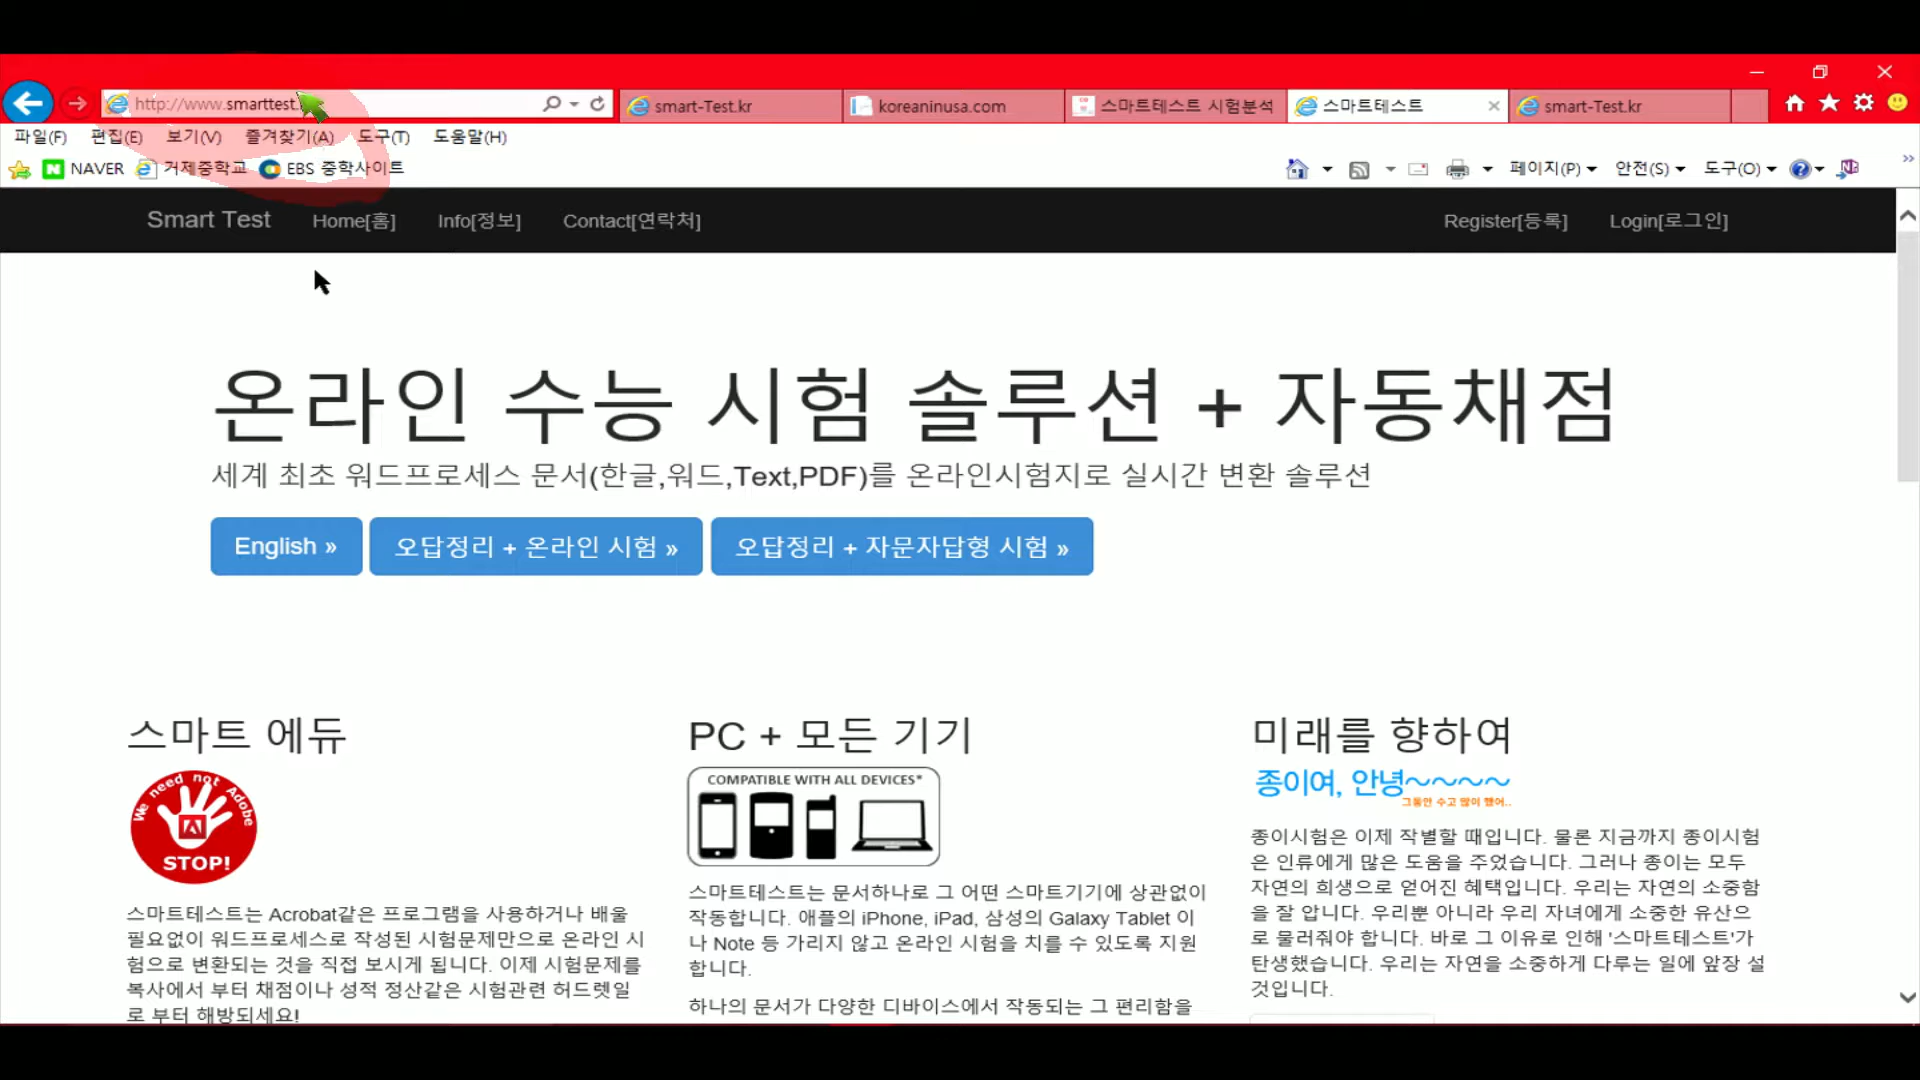 http://www.smarttest.
smart-Test.kr
koreaninusa.com
스마트테스트 시험분석
스마트테스트
smart-Test.kr
파일(F) 편집(E) 보기(V) 즐겨찾기(A) 도구(T) 도움말(H)
NAVER 거제중학교 EBS 중학사이트
페이지(P) 안전(S) 도구(O)
Smart Test Home[홈] Info[정보] Contact[연락처] Register[등록] Login[로그인]
온라인 수능 시험 솔루션 + 자동채점
세계 최초 워드프로세스 문서(한글,워드,Text,PDF)를 온라인시험지로 실시간 변환 솔루션
English »
오답정리 + 온라인 시험 »
오답정리 + 자문자답형 시험 »
스마트 에듀
We need not Adobe
STOP!
스마트테스트는 Acrobat같은 프로그램을 사용하거나 배울
필요없이 워드프로세스로 작성된 시험문제만으로 온라인 시
험으로 변환되는 것을 직접 보시게 됩니다. 이제 시험문제를
복사에서 부터 채점이나 성적 정산같은 시험관련 허드렛일
로 부터 해방되세요!
PC + 모든 기기
COMPATIBLE WITH ALL DEVICES*
스마트테스트는 문서하나로 그 어떤 스마트기기에 상관없이
작동합니다. 애플의 iPhone, iPad, 삼성의 Galaxy Tablet 이
나 Note 등 가리지 않고 온라인 시험을 치를 수 있도록 지원
합니다.
하나의 문서가 다양한 디바이스에서 작동되는 그 편리함을
미래를 향하여
종이여, 안녕~~~~
그동안 수고 많이 했어..
종이시험은 이제 작별할 때입니다. 물론 지금까지 종이시험
은 인류에게 많은 도움을 주었습니다. 그러나 종이는 모두
자연의 희생으로 얻어진 혜택입니다. 우리는 자연의 소중함
을 잘 압니다. 우리뿐 아니라 우리 자녀에게 소중한 유산으
로 물러줘야 합니다. 바로 그 이유로 인해 '스마트테스트'가
탄생했습니다. 우리는 자연을 소중하게 다루는 일에 앞장 설
것입니다.